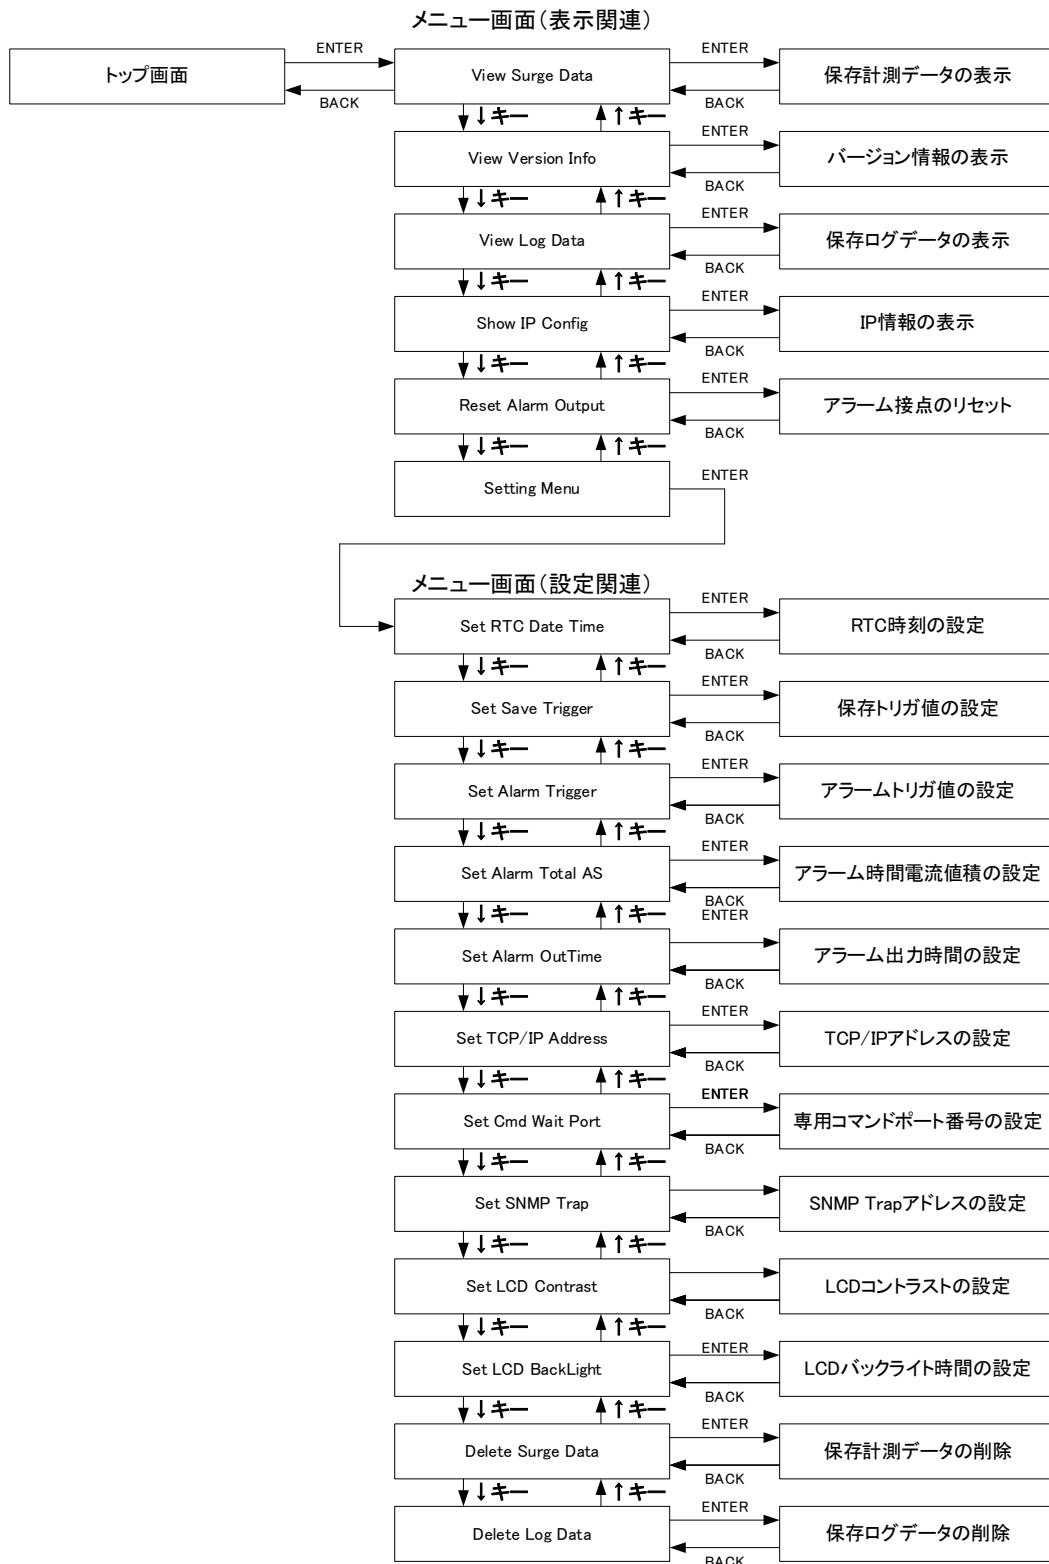 メニュー画面（表示関連）
トップ画面
ENTER
BACK
View Surge Data
ENTER
BACK
保存計測データの表示
↓キー
↑キー
View Version Info
ENTER
BACK
バージョン情報の表示
↓キー
↑キー
View Log Data
ENTER
BACK
保存ログデータの表示
↓キー
↑キー
Show IP Config
ENTER
BACK
IP情報の表示
↓キー
↑キー
Reset Alarm Output
ENTER
BACK
アラーム接点のリセット
↓キー
↑キー
Setting Menu
ENTER
メニュー画面（設定関連）
Set RTC Date Time
ENTER
BACK
RTC時刻の設定
↓キー
↑キー
Set Save Trigger
ENTER
BACK
保存トリガ値の設定
↓キー
↑キー
Set Alarm Trigger
ENTER
BACK
アラームトリガ値の設定
↓キー
↑キー
Set Alarm Total AS
ENTER
BACK
アラーム時間電流値積の設定
↓キー
↑キー
Set Alarm OutTime
ENTER
BACK
アラーム出力時間の設定
↓キー
↑キー
Set TCP/IP Address
ENTER
BACK
TCP/IPアドレスの設定
↓キー
↑キー
Set Cmd Wait Port
ENTER
BACK
専用コマンドポート番号の設定
↓キー
↑キー
Set SNMP Trap
BACK
SNMP Trapアドレスの設定
↓キー
↑キー
Set LCD Contrast
BACK
LCDコントラストの設定
↓キー
↑キー
Set LCD BackLight
ENTER
BACK
LCDバックライト時間の設定
↓キー
↑キー
Delete Surge Data
ENTER
BACK
保存計測データの削除
↓キー
↑キー
Delete Log Data
ENTER
BACK
保存ログデータの削除